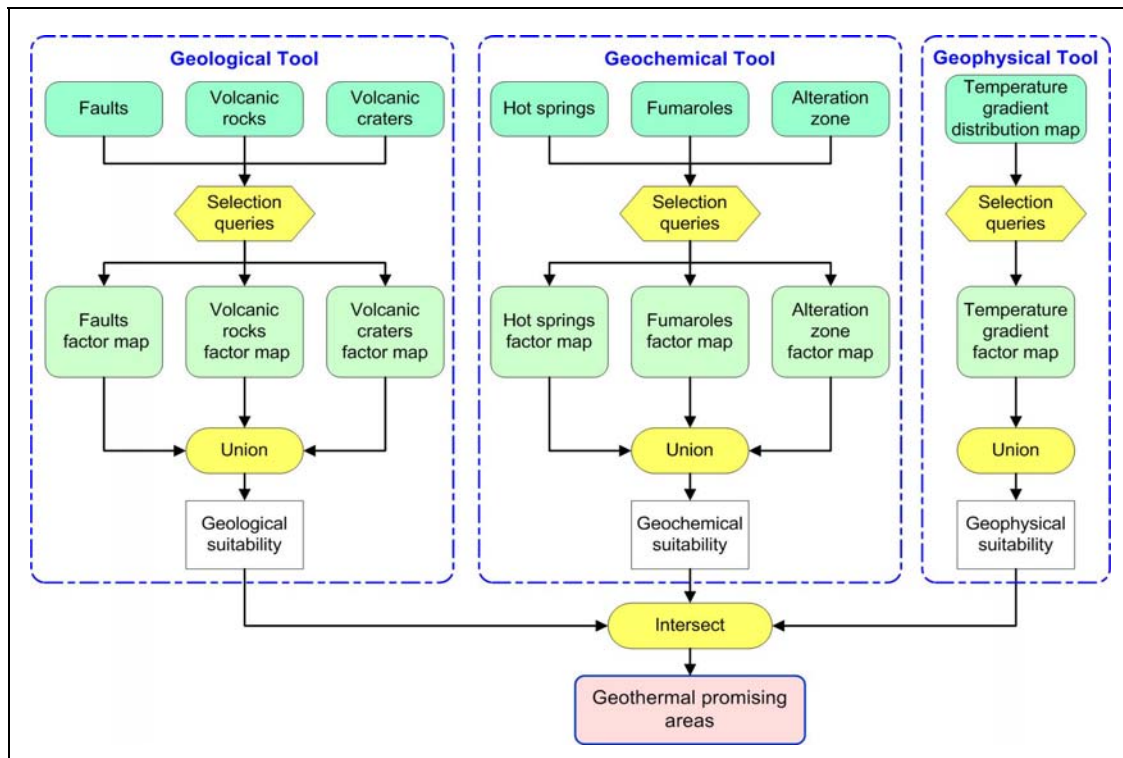 Geological Tool
Faults
Volcanic
rocks
Volcanic
craters
Selection
queries
Faults
factor map
Volcanic
rocks
factor map
Volcanic
craters
factor map
Union
Geological
suitability
Geochemical Tool
Hot springs
Fumaroles
Alteration
zone
Selection
queries
Hot springs
factor map
Fumaroles
factor map
Alteration
zone
factor map
Union
Geochemical
suitability
Geophysical Tool
Temperature
gradient
distribution map
Selection
queries
Temperature
gradient
factor map
Union
Geophysical
suitability
Intersect
Geothermal promising
areas